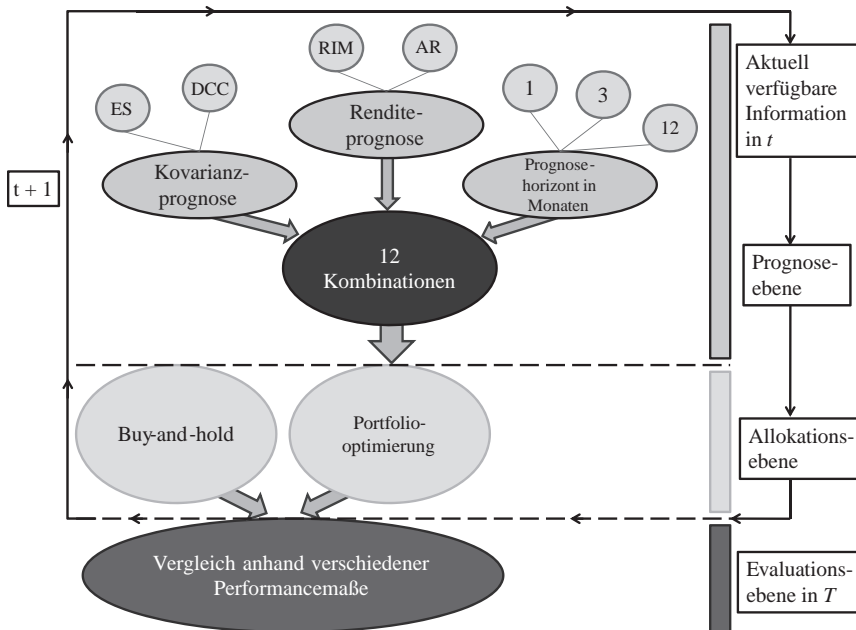 RIM
AR
DCC
ES
1
3
12
Rendite-
prognose
Kovarianz-
prognose
Prognose-
horizont in
Monaten
12
Kombinationen
t + 1
Buy-and-hold
Portfolio-
optimierung
Vergleich anhand verschiedener
Performancemaße
Aktuell
verfügbare
Information
in t
Prognose-
ebene
Allokations-
ebene
Evaluations-
ebene in T